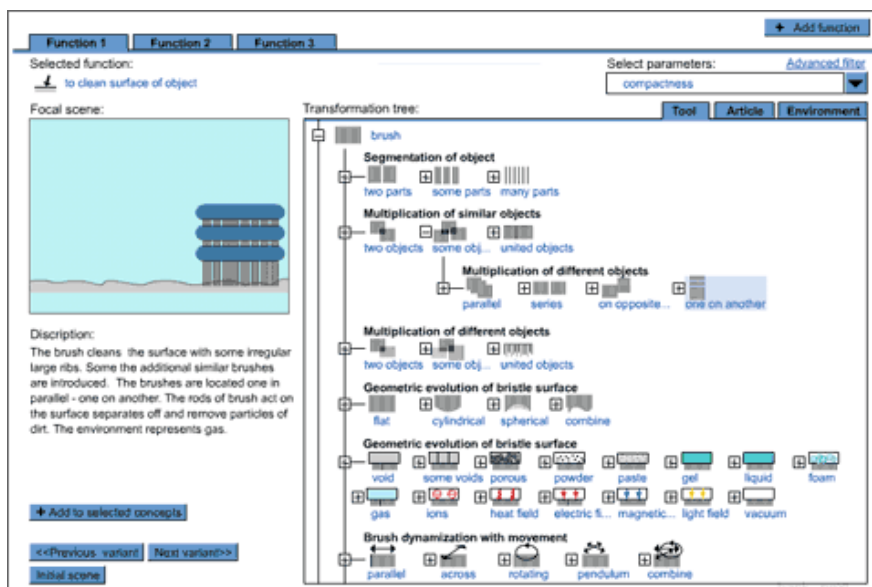 + Add function
Function 1 Function 2 Function 3
Selected function:
to clean surface of object
Select parameters: Advanced filter
compactness
Focal scene:
Transformation tree:
Tool Article Environment
brush
Segmentation of object
two parts some parts many parts
Multiplication of similar objects
two objects some obj... united objects
Multiplication of different objects
parallel series on opposite... one on another
Multiplication of different objects
two objects some obj... united objects
Geometric evolution of bristle surface
flat cylindrical spherical combine
Geometric evolution of bristle surface
void some voids porous powder paste gel liquid foam
gas ions heat field electric fi... magnetic... light field vacuum
Brush dynamization with movement
parallel across rotating pendulum combine
Discription:
The brush cleans the surface with some irregular
large ribs. Some the additional similar brushes
are introduced. The brushes are located one in
parallel - one on another. The rods of brush act on
the surface separates off and remove particles of
dirt. The environment represents gas.
+ Add to selected concepts
<<Previous variant Next variant>>
Initial scene